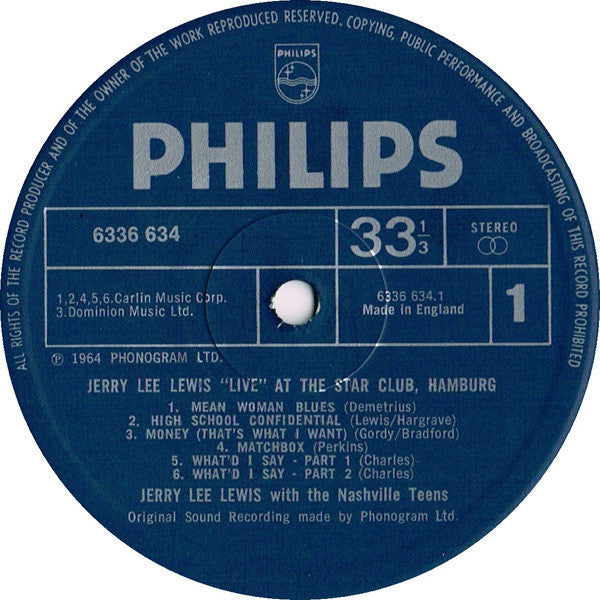 ALL RIGHTS OF THE RECORD PRODUCER AND OF THE OWNER OF THE WORK REPRODUCED RESERVED. COPYING, PUBLIC PERFORMANCE AND BROADCASTING OF THIS RECORD PROHIBITED
PHILIPS
PHILIPS
6336 634
33 1/3
STEREO
1,2,4,5,6.Carlin Music Corp.
3.Dominion Music Ltd.
6336 634.1
Made in England
1
℗ 1964 PHONOGRAM LTD.
JERRY LEE LEWIS "LIVE" AT THE STAR CLUB, HAMBURG
1. MEAN WOMAN BLUES (Demetrius)
2. HIGH SCHOOL CONFIDENTIAL (Lewis/Hargrave)
3. MONEY (THAT'S WHAT I WANT) (Gordy/Bradford)
4. MATCHBOX (Perkins)
5. WHAT'D I SAY - PART 1 (Charles)
6. WHAT'D I SAY - PART 2 (Charles)
JERRY LEE LEWIS with the Nashville Teens
Original Sound Recording made by Phonogram Ltd.